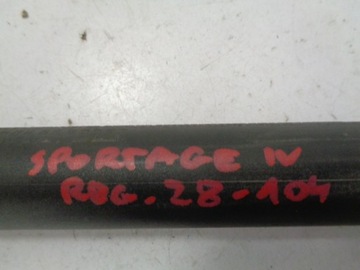 SPORTAGE IV
REG. 28-104